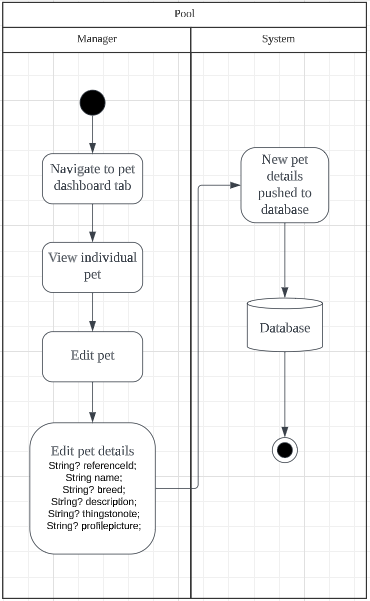 Pool
Manager
System
Navigate to pet
dashboard tab
View individual
pet
Edit pet
Edit pet details
String? referenceId;
String name;
String? breed;
String? description;
String? thingstonote;
String? profilepicture;
New pet
details
pushed to
database
Database